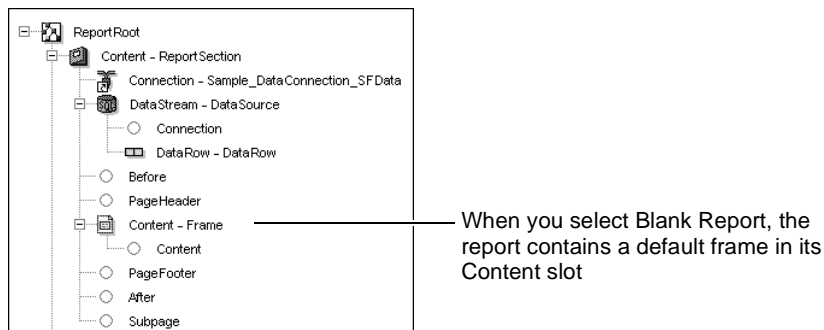 ReportRoot
Content - ReportSection
Connection - Sample_DataConnection_SFData
SQL
DataStream - DataSource
Connection
DataRow - DataRow
Before
PageHeader
Content - Frame
Content
PageFooter
After
Subpage
When you select Blank Report, the
report contains a default frame in its
Content slot